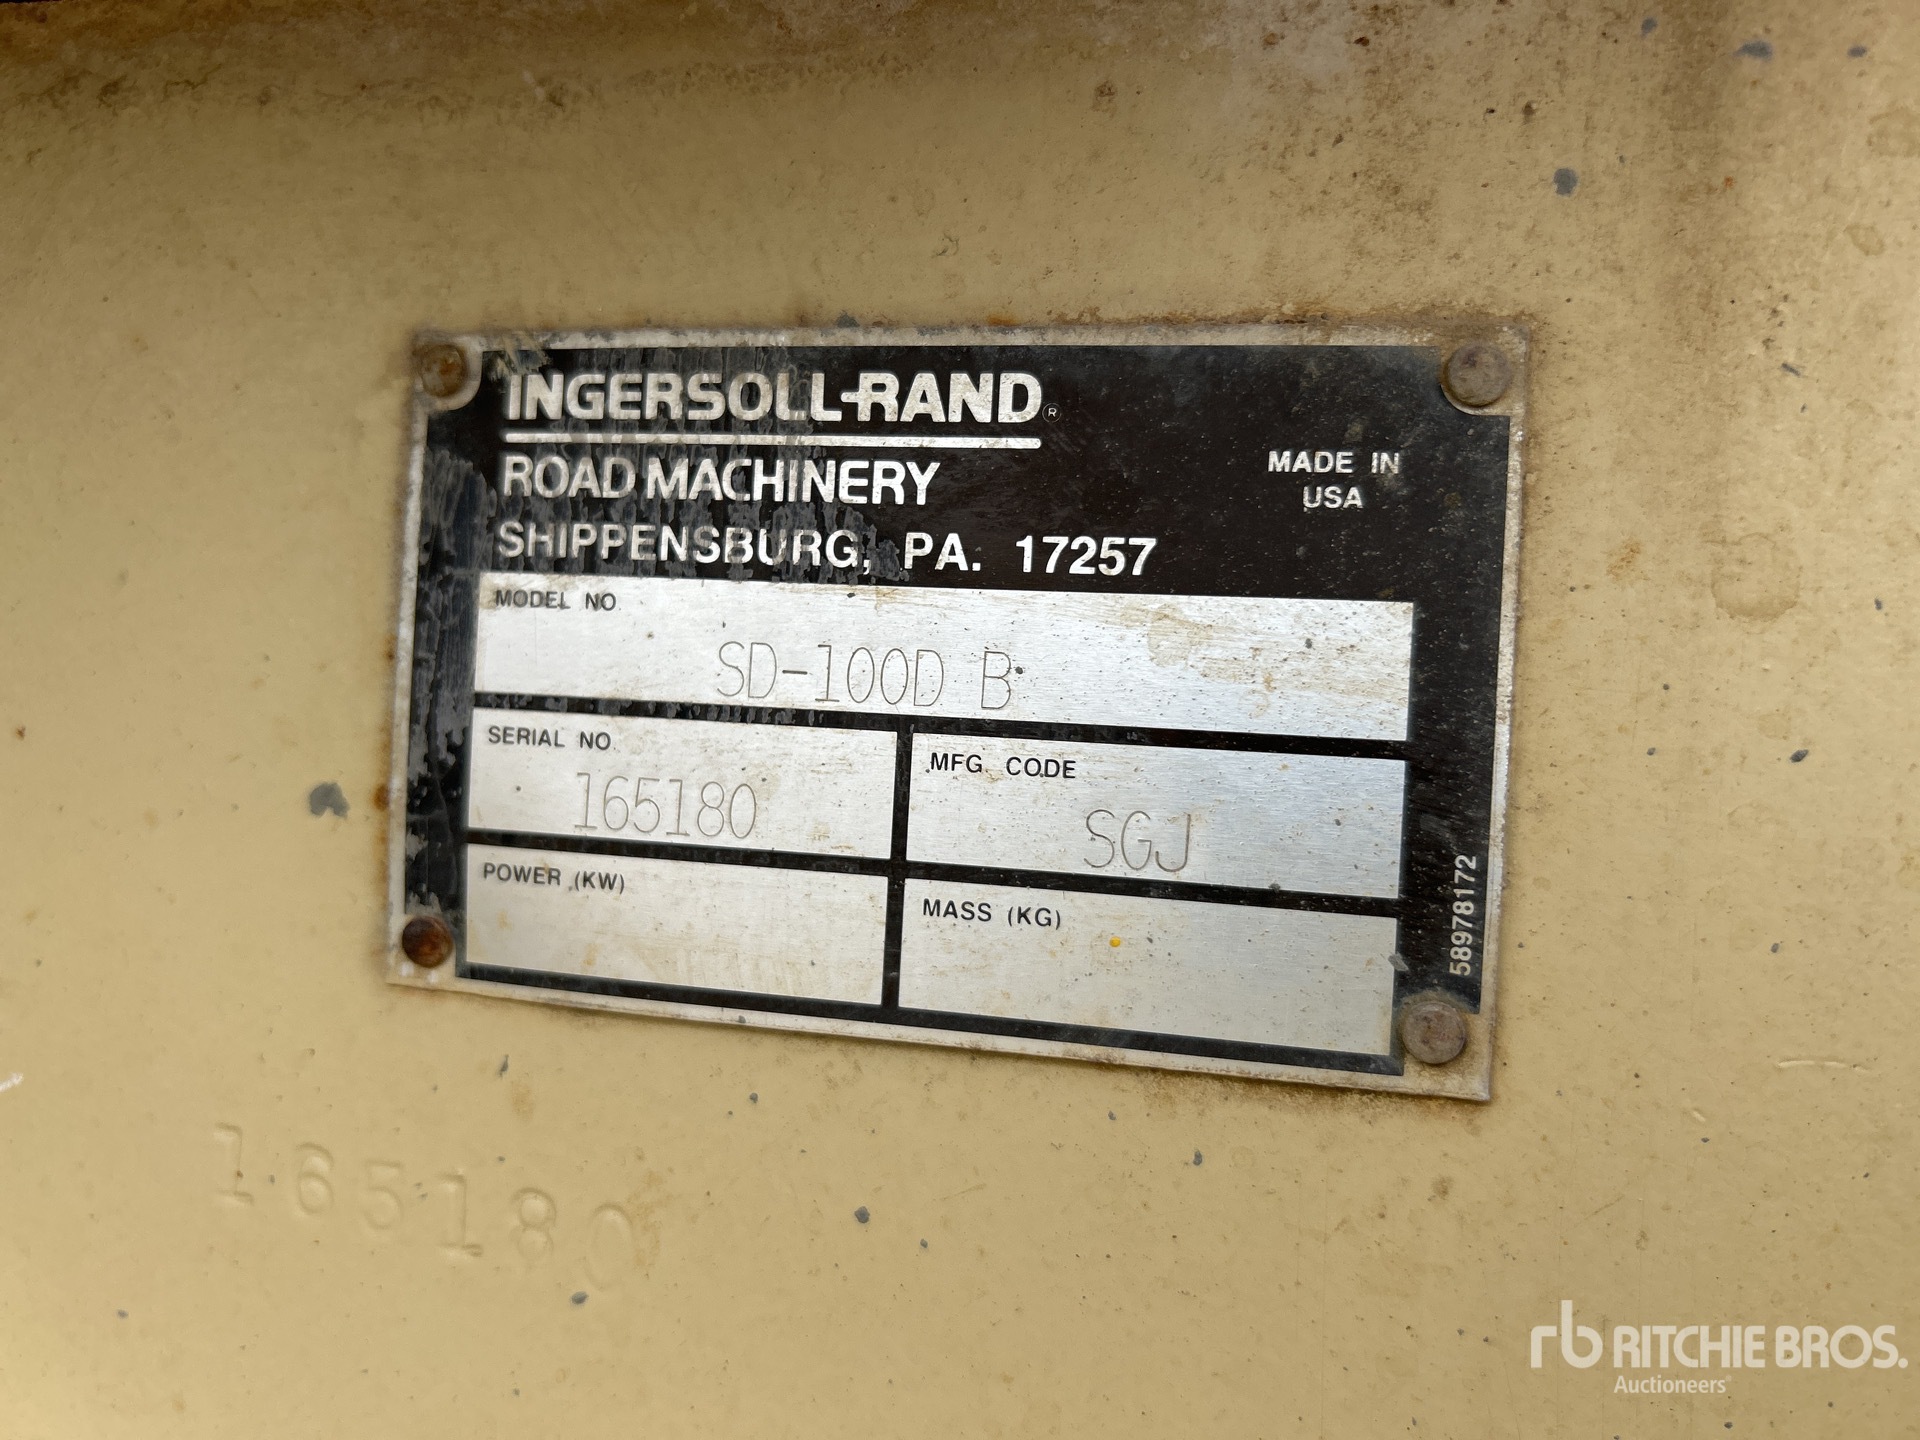 INGERSOLL-RAND®
ROAD MACHINERY
MADE IN
USA
SHIPPENSBURG, PA. 17257
MODEL NO.
SD-100D B
SERIAL NO.
165180
MFG. CODE
SGJ
POWER (KW)
MASS (KG)
58978172
165180
rb RITCHIE BROS.
Auctioneers